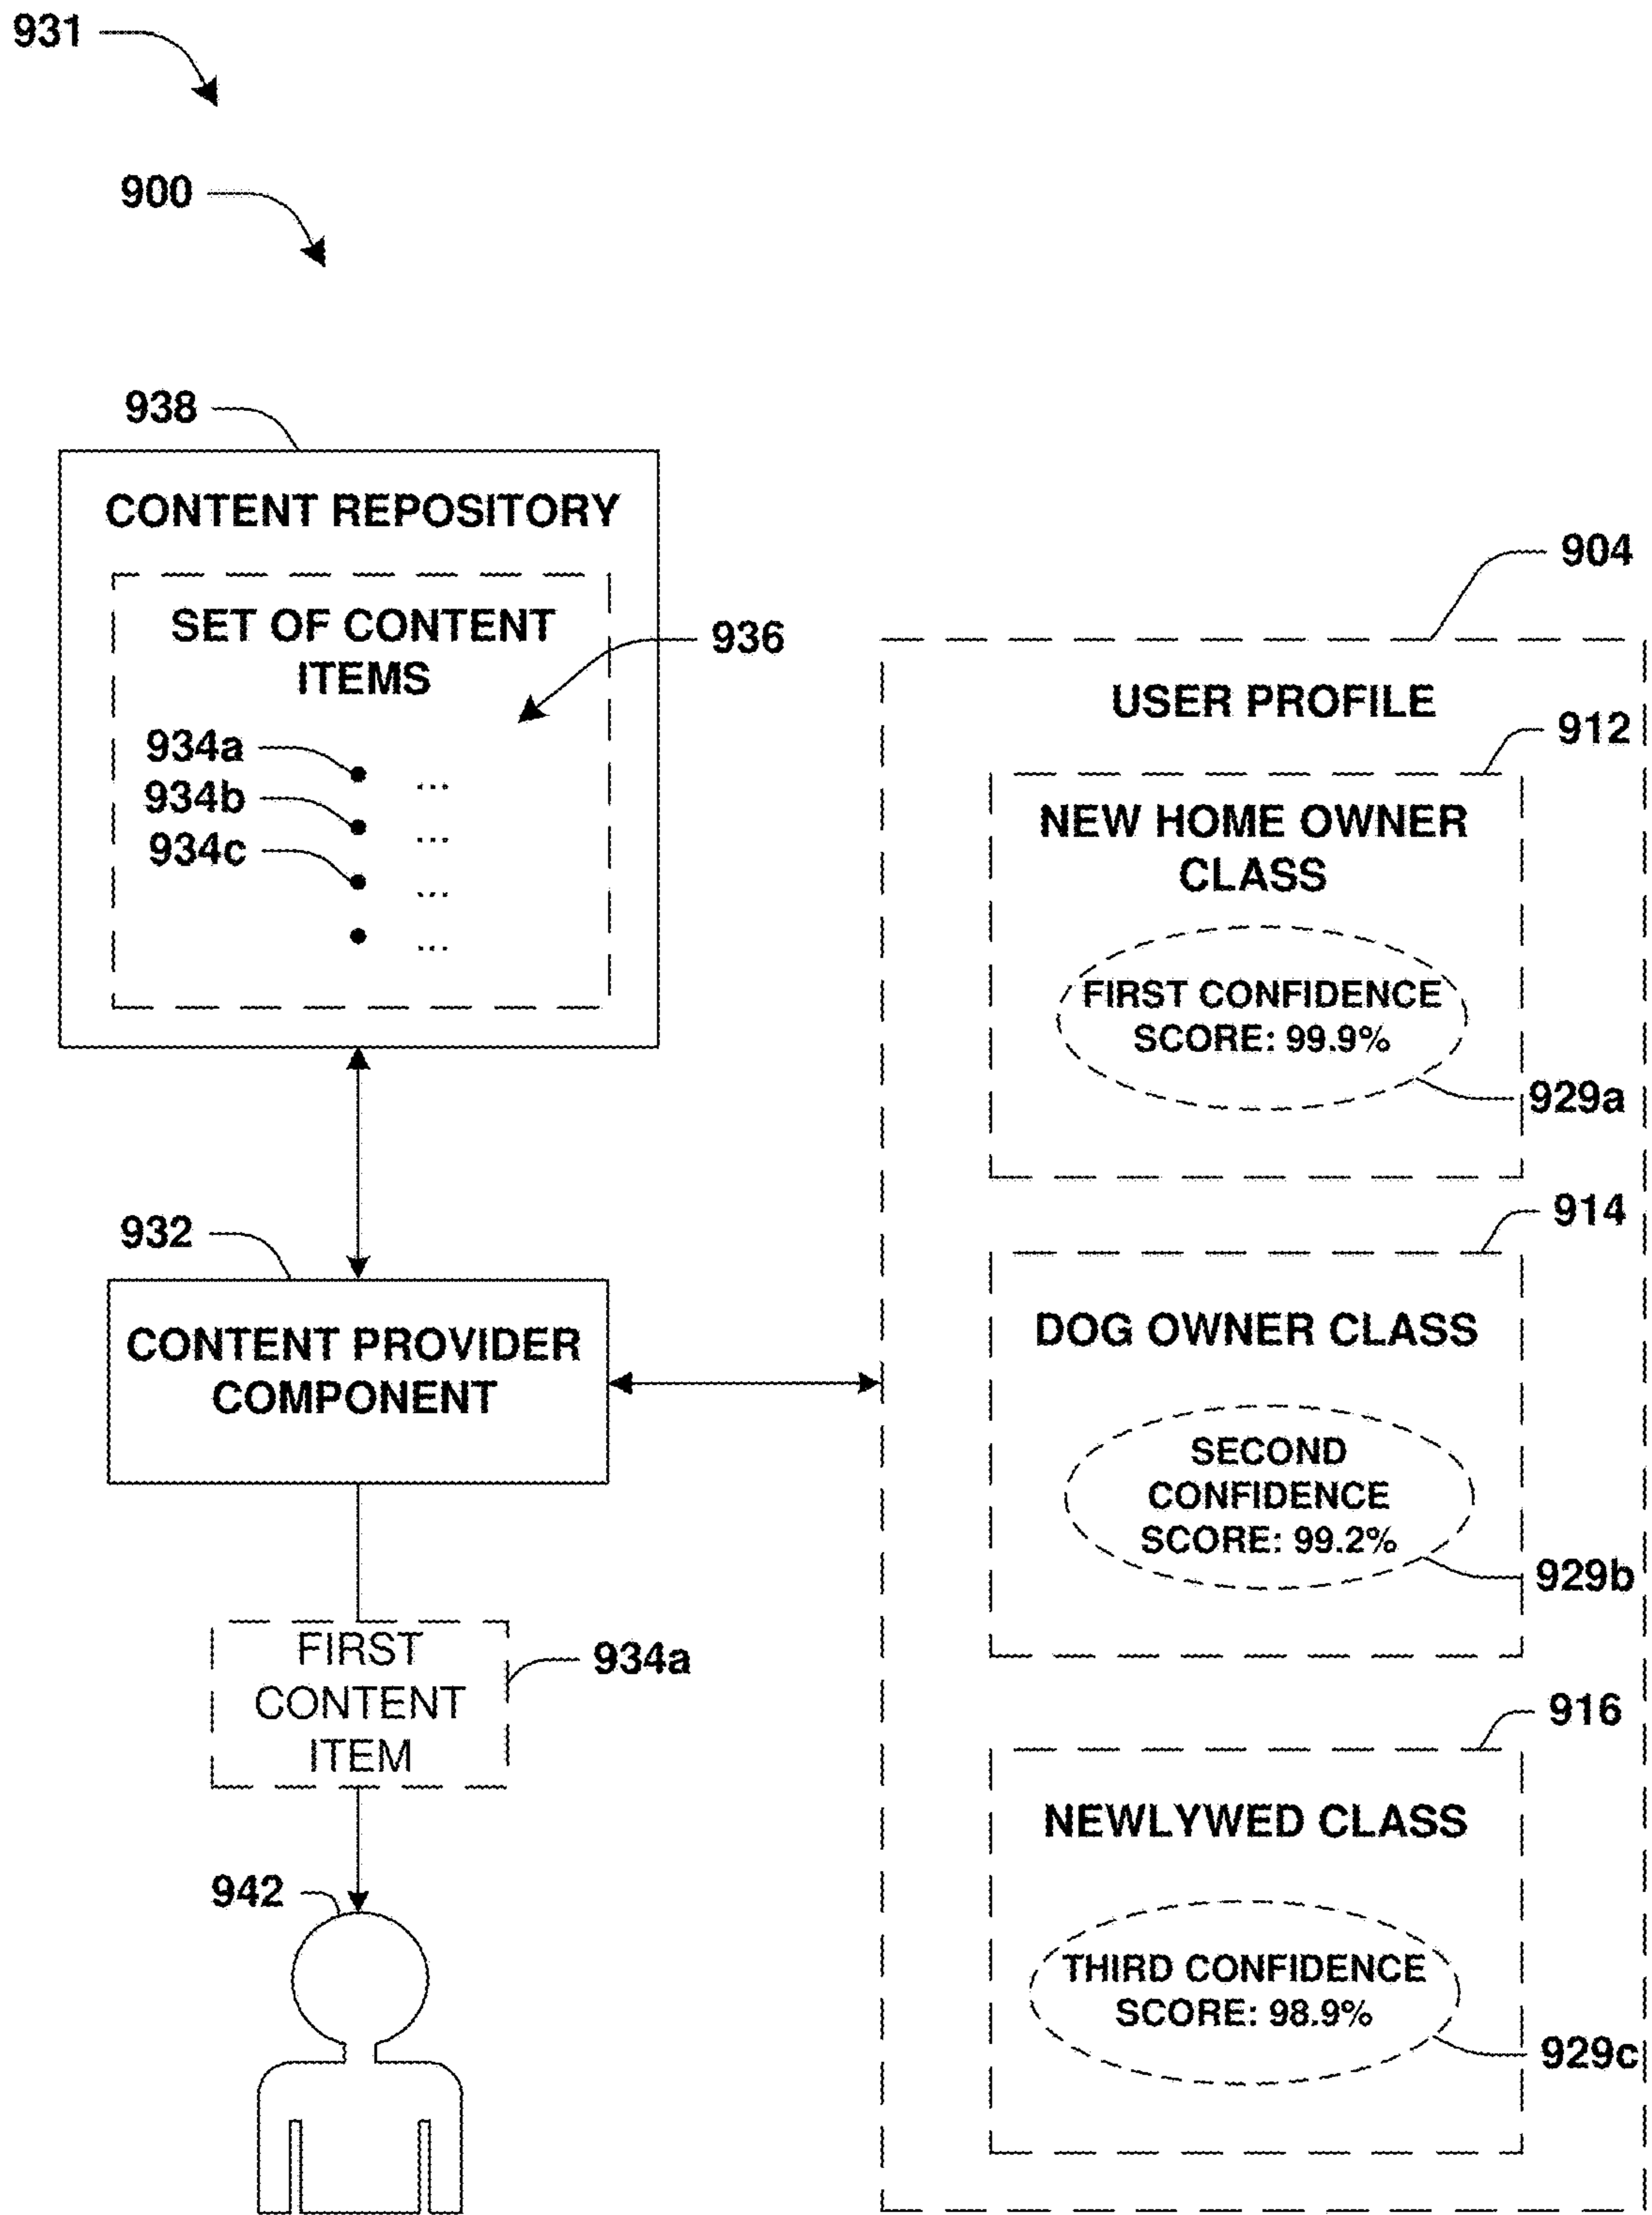 931
900
938
CONTENT REPOSITORY
SET OF CONTENT
ITEMS
936
934a
...
934b
...
934c
...
...
932
CONTENT PROVIDER
COMPONENT
FIRST
CONTENT
ITEM
934a
942
904
USER PROFILE
912
NEW HOME OWNER
CLASS
FIRST CONFIDENCE
SCORE: 99.9%
929a
914
DOG OWNER CLASS
SECOND
CONFIDENCE
SCORE: 99.2%
929b
916
NEWLYWED CLASS
THIRD CONFIDENCE
SCORE: 98.9%
929c